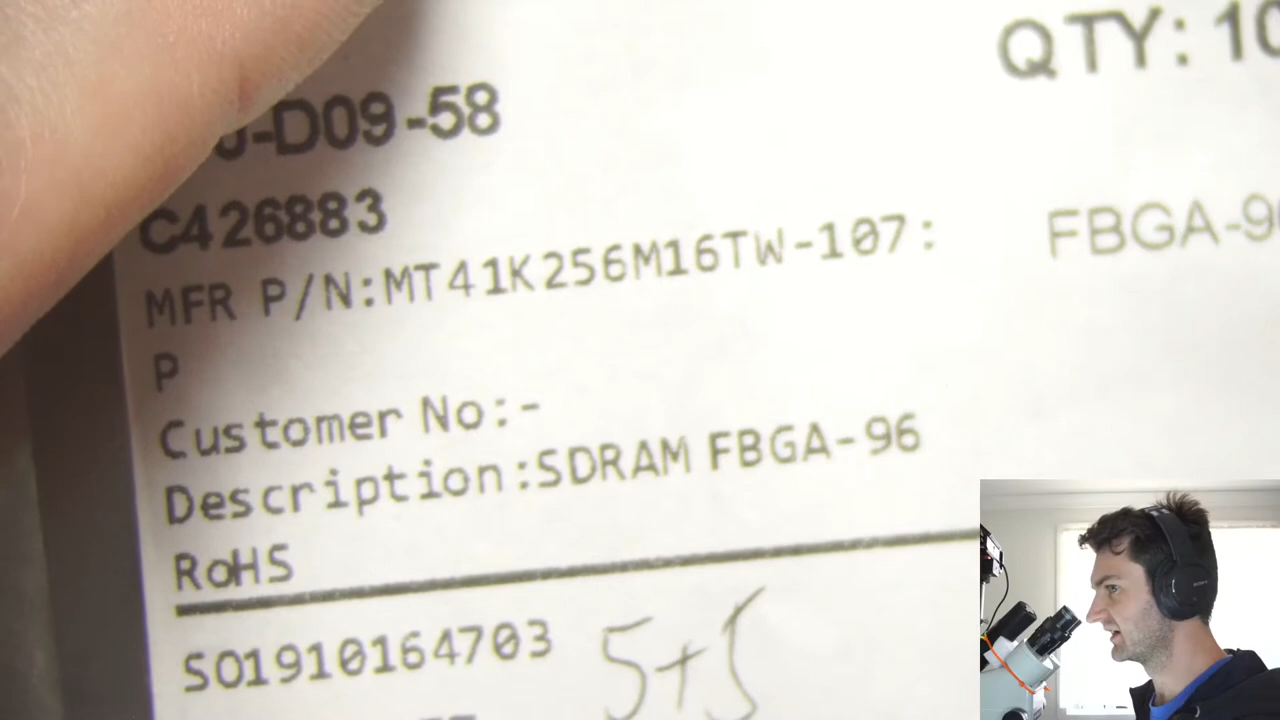 -D09-58
QTY: 10
C426883
MFR P/N:MT41K256M16TW-107:
FBGA-96
P
Customer No:-
Description:SDRAM FBGA-96
RoHS
SO1910164703
5+5